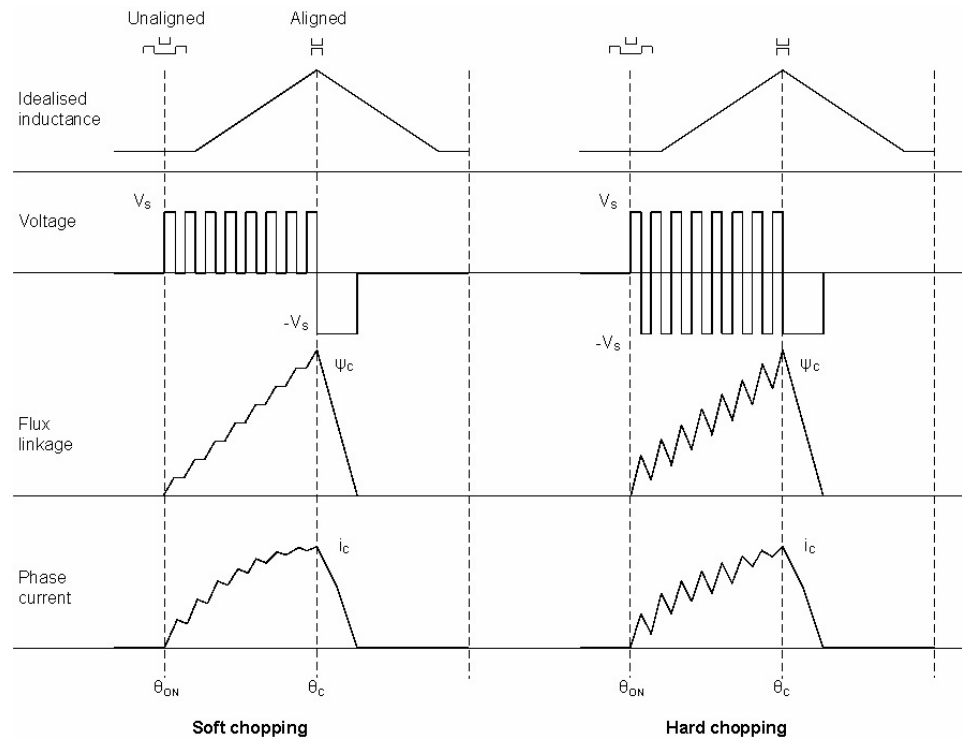 Unaligned Aligned
Idealised
inductance
Vs Vs
Voltage
-Vs -Vs
Ψc Ψc
Flux
linkage
ic ic
Phase
current
θON θC θON θC
Soft chopping Hard chopping